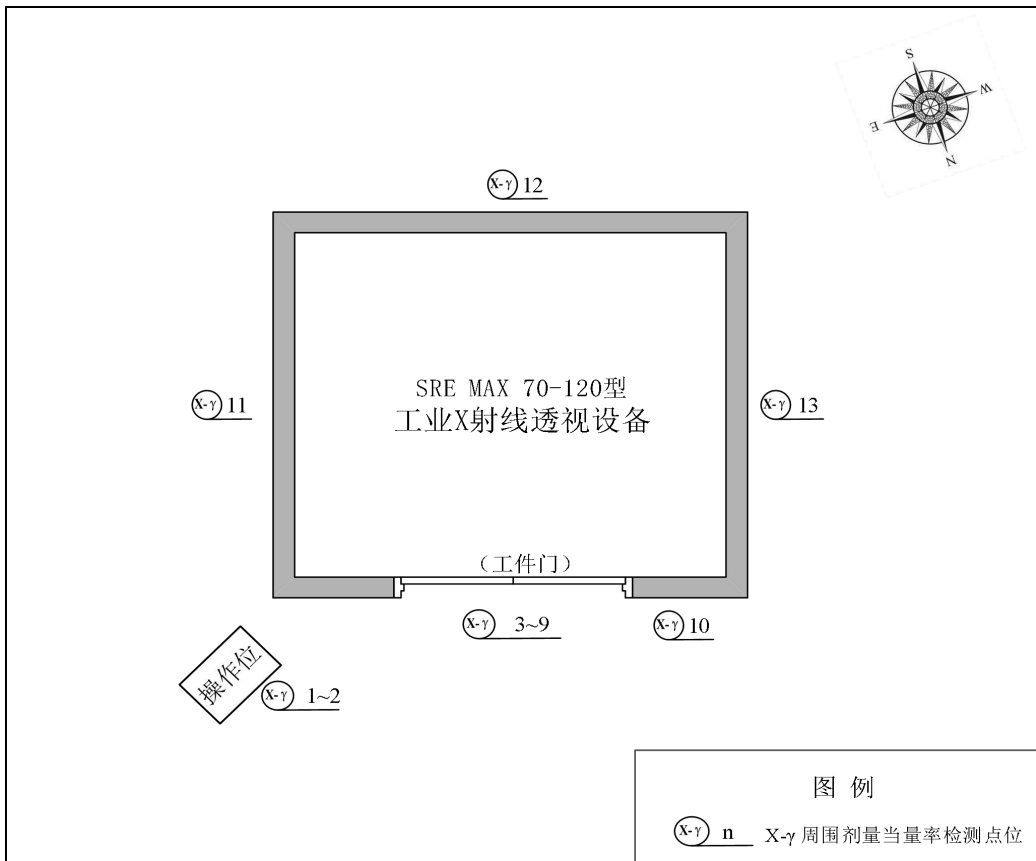 S
W
E
N
X-γ 12
X-γ 11
SRE MAX 70-120型
工业X射线透视设备
X-γ 13
（工件门）
X-γ 3~9
X-γ 10
操作位
X-γ 1~2
图 例
X-γ n X-γ 周围剂量当量率检测点位